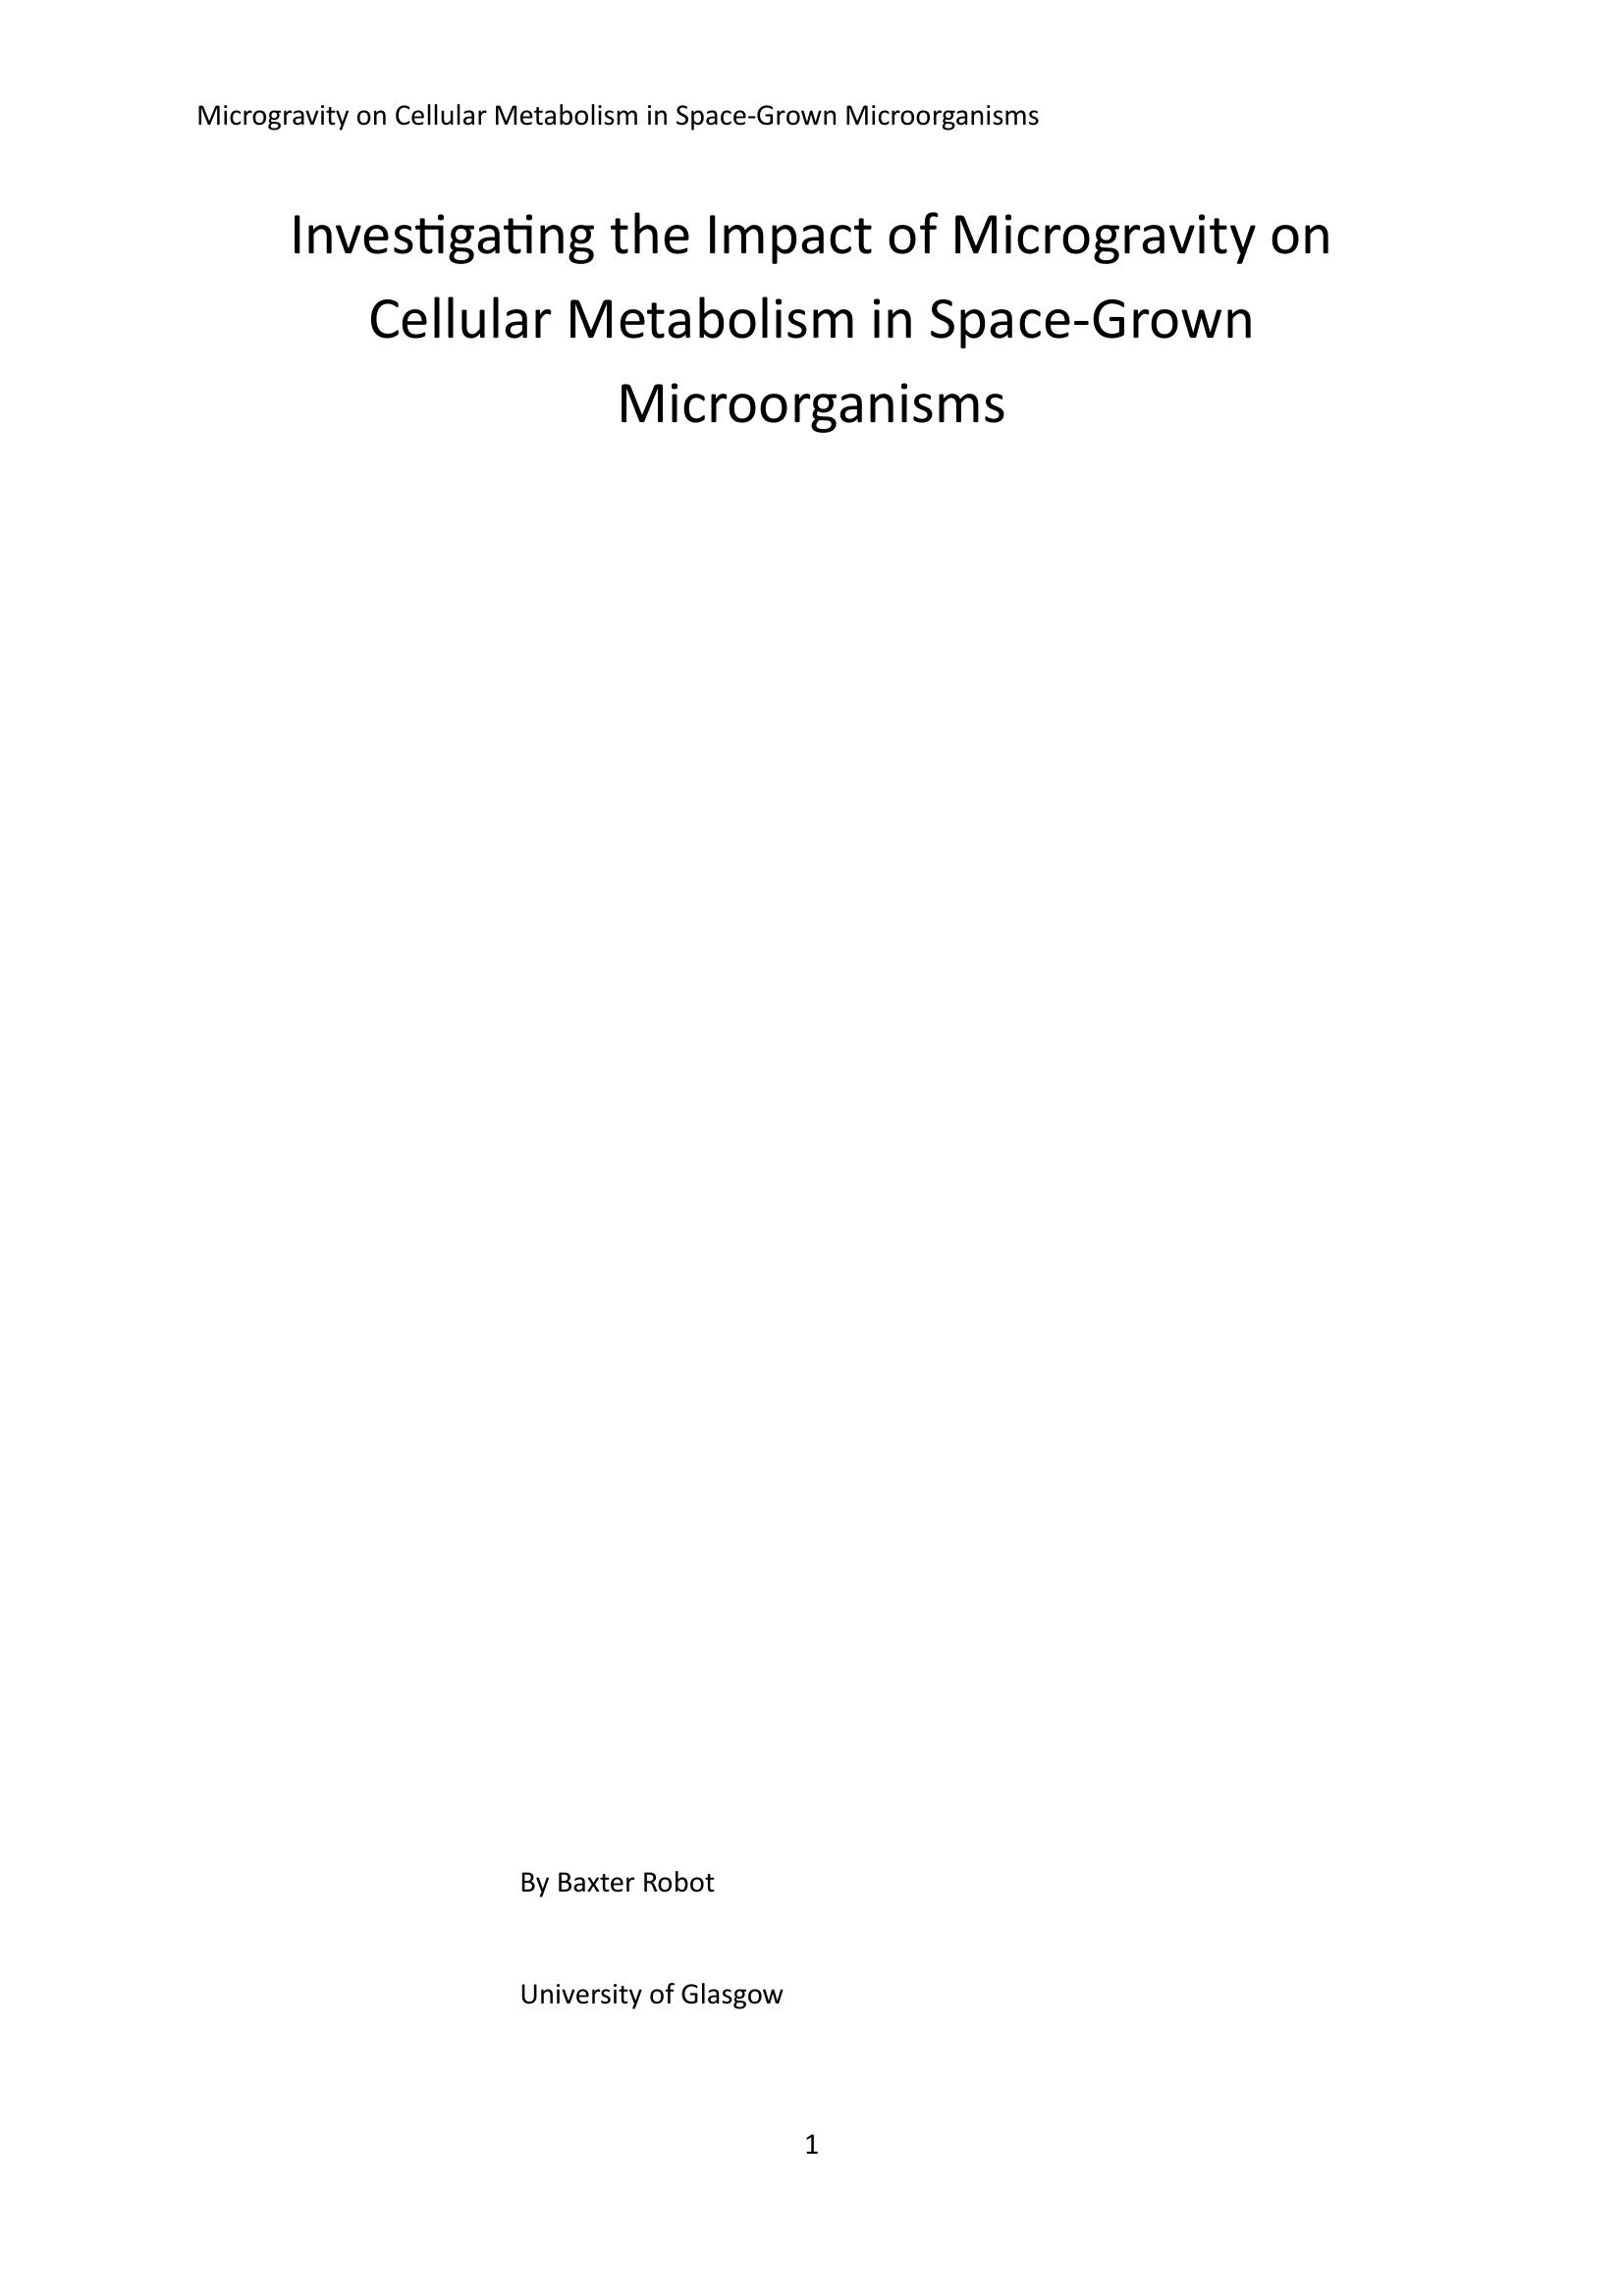 Microgravity on Cellular Metabolism in Space-Grown Microorganisms
Investigating the Impact of Microgravity on
Cellular Metabolism in Space-Grown
Microorganisms
By Baxter Robot
University of Glasgow
1